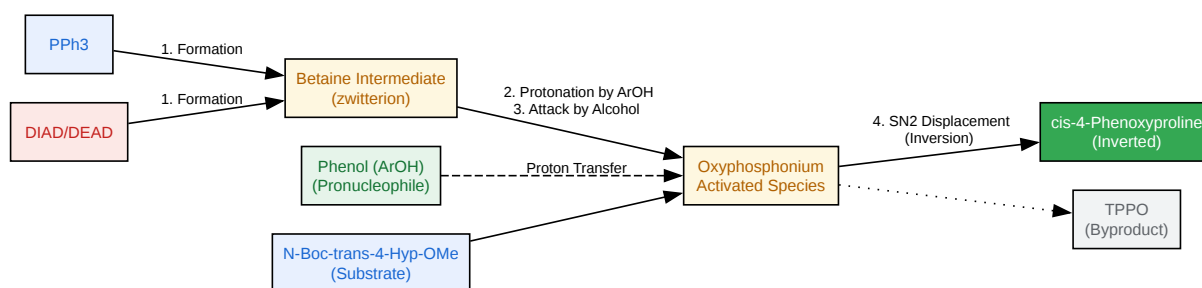 PPh3
1. Formation
DIAD/DEAD
1. Formation
Betaine Intermediate
(zwitterion)
2. Protonation by ArOH
3. Attack by Alcohol
Phenol (ArOH)
(Pronucleophile)
Proton Transfer
N-Boc-trans-4-Hyp-OMe
(Substrate)
Oxyphosphonium
Activated Species
4. SN2 Displacement
(Inversion)
cis-4-Phenoxyproline
(Inverted)
TPPO
(Byproduct)